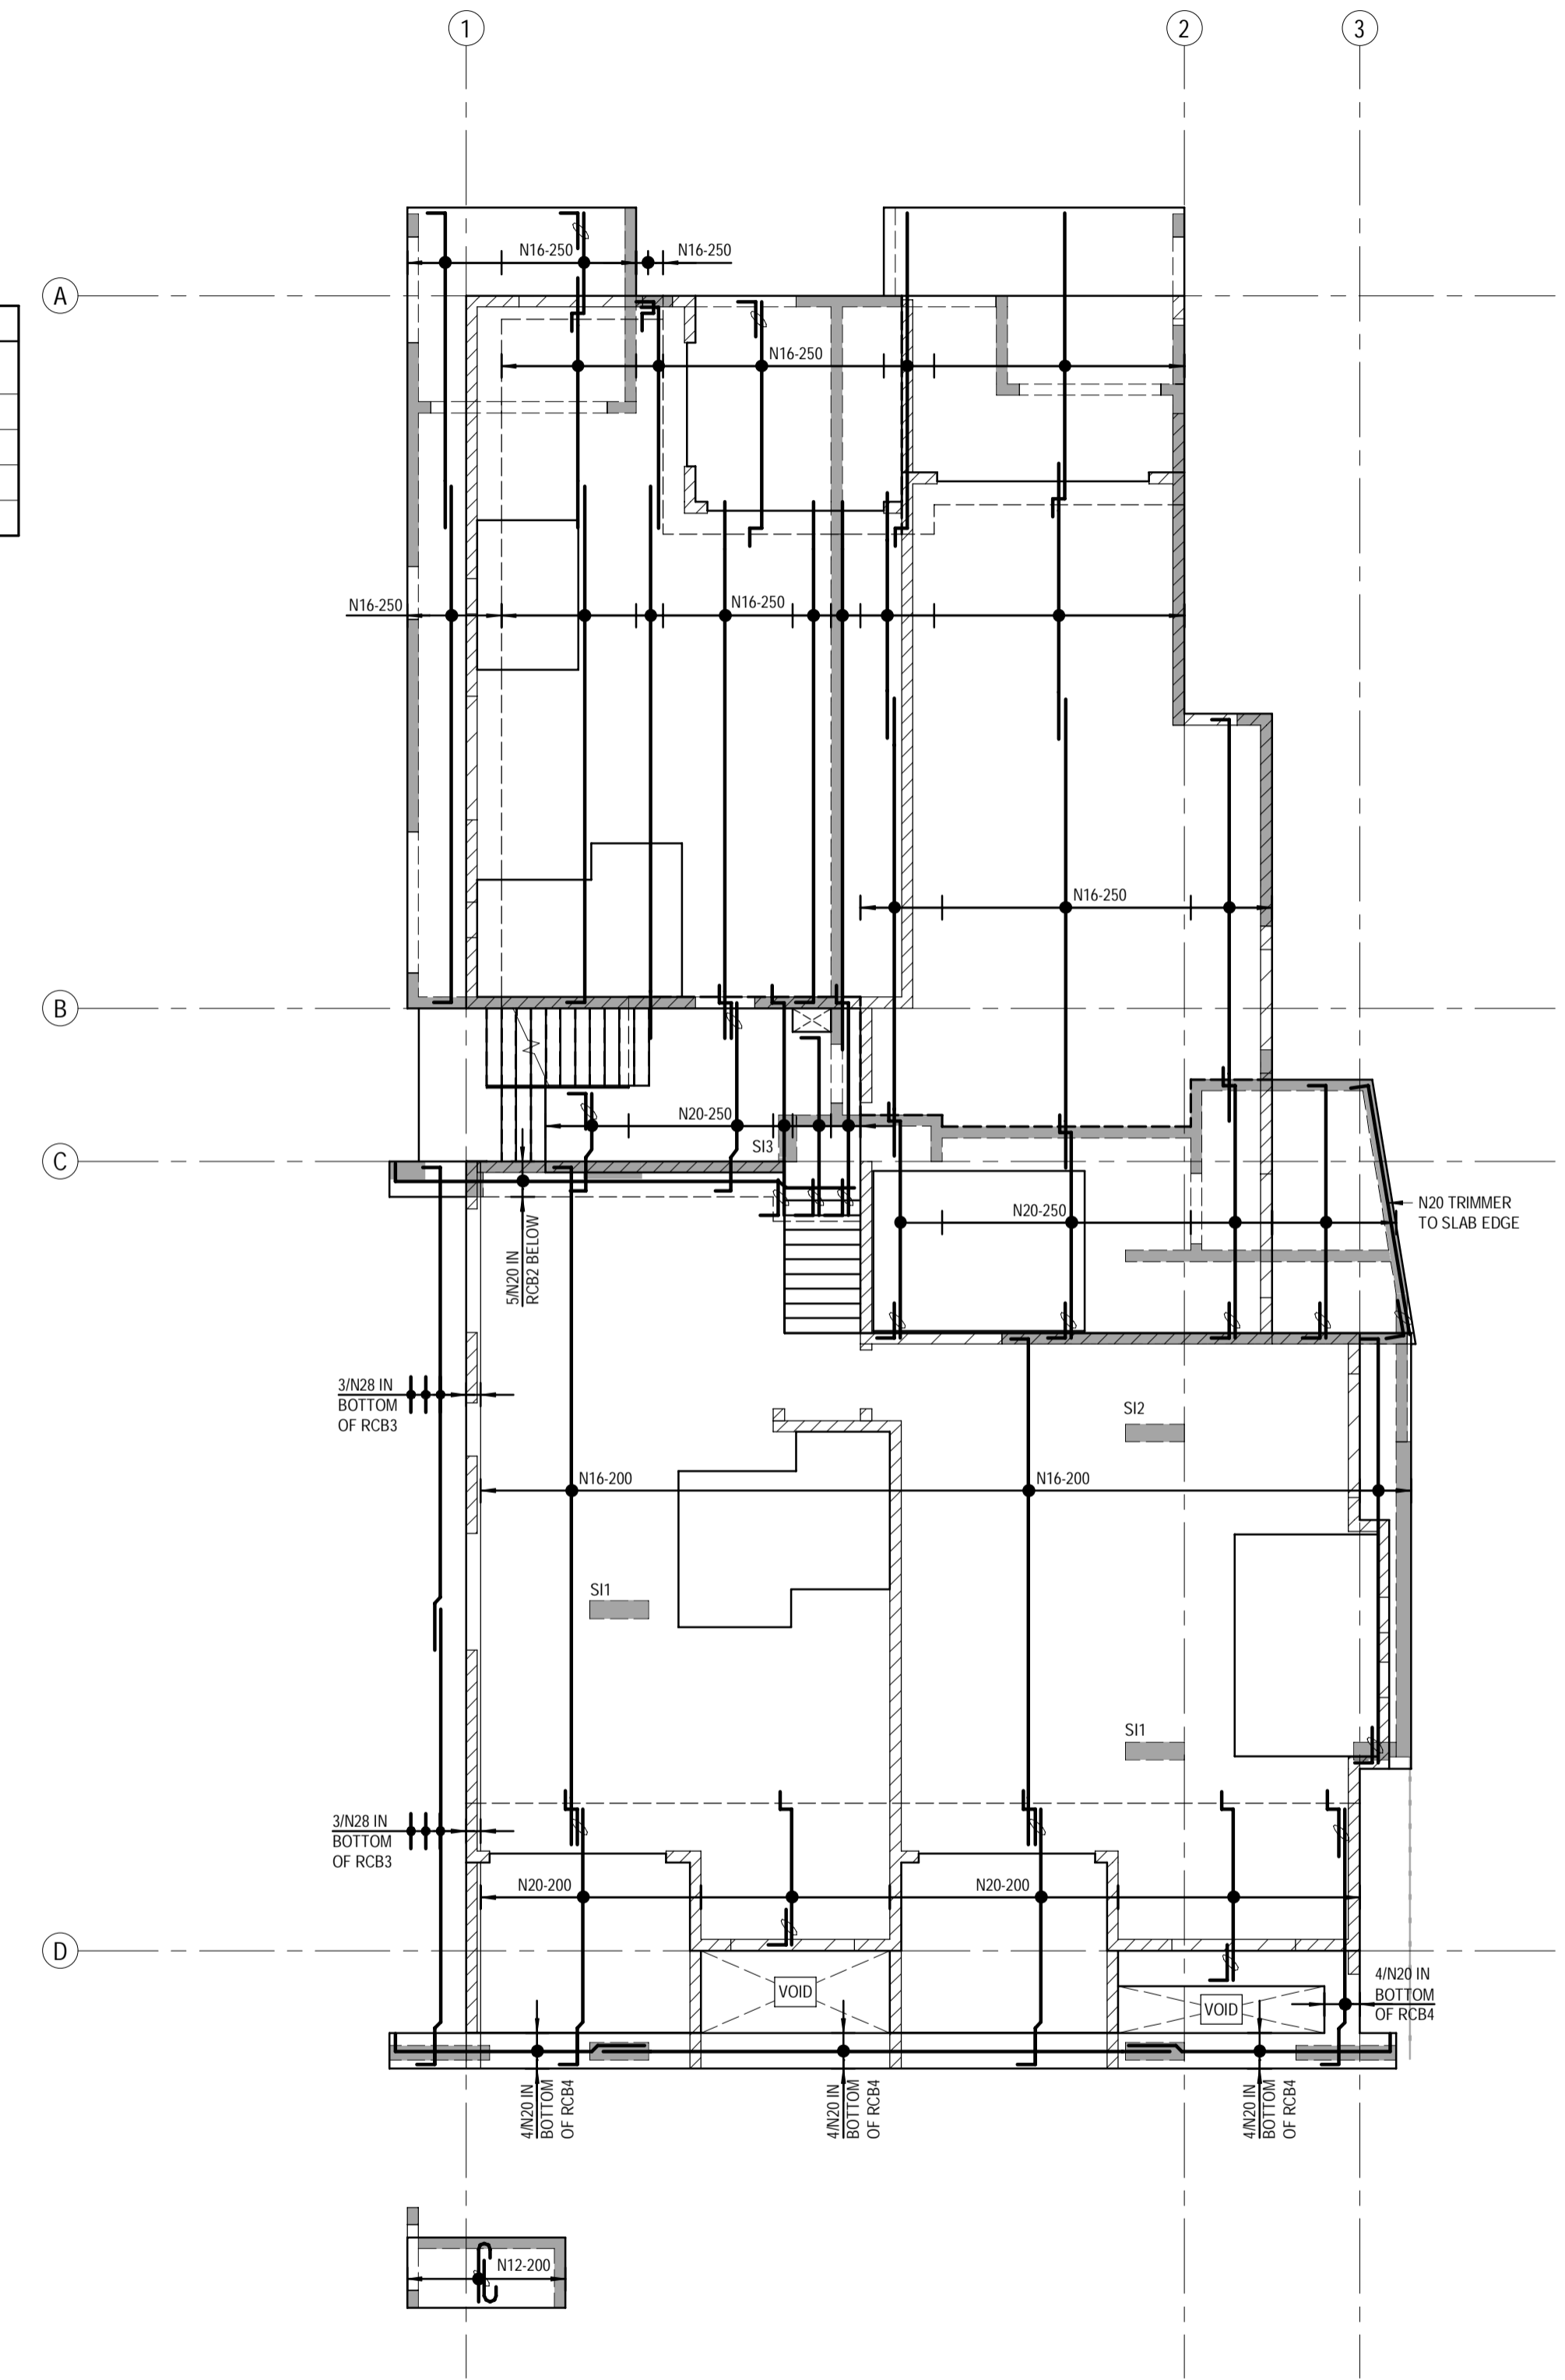 1
2
3
N16-250
N16-250
A
N16-250
N16-250
N16-250
N16-250
B
N20-250
SI3
C
N20-250
N20 TRIMMER
TO SLAB EDGE
5/N20 IN
RCB2 BELOW
3/N28 IN
BOTTOM
OF RCB3
SI2
N16-200
N16-200
SI1
SI1
3/N28 IN
BOTTOM
OF RCB3
N20-200
N20-200
D
VOID
VOID
4/N20 IN
BOTTOM
OF RCB4
4/N20 IN
BOTTOM
OF RCB4
4/N20 IN
BOTTOM
OF RCB4
4/N20 IN
BOTTOM
OF RCB4
N12-200